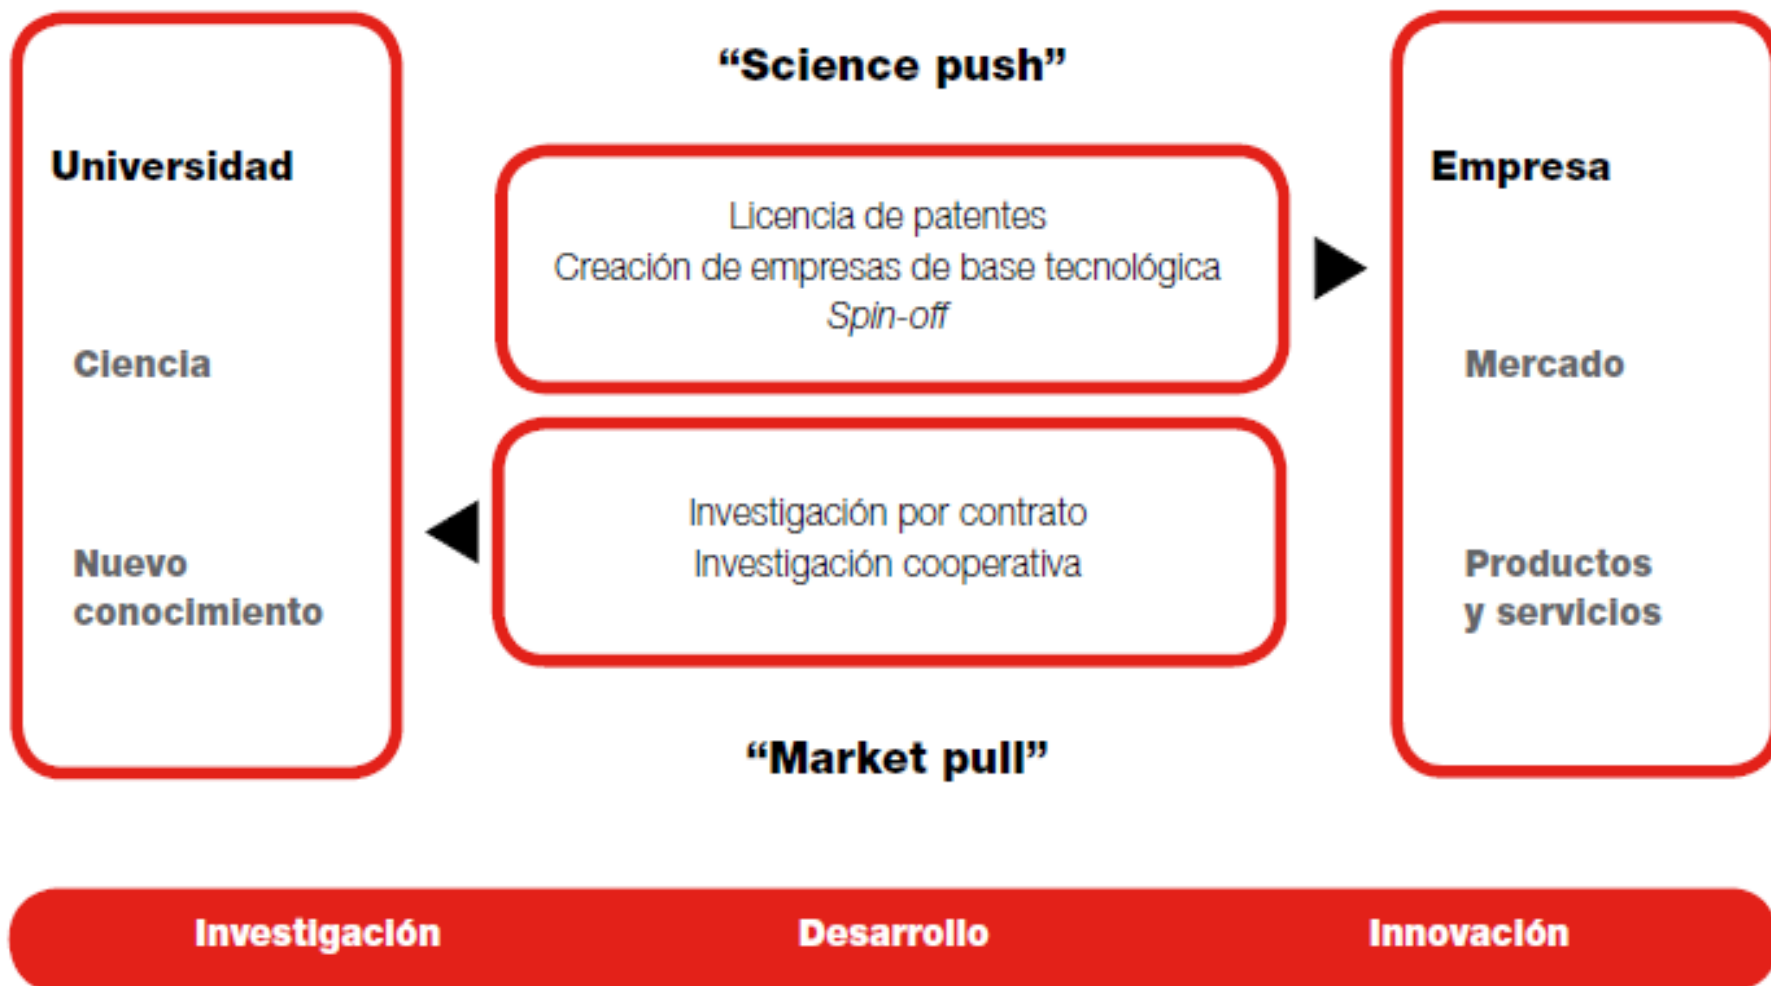 “Science push”
Universidad
Ciencia
Nuevo
conocimiento
Licencia de patentes
Creación de empresas de base tecnológica
Spin-off
Investigación por contrato
Investigación cooperativa
Empresa
Mercado
Productos
y servicios
“Market pull”
Investigación
Desarrollo
Innovación